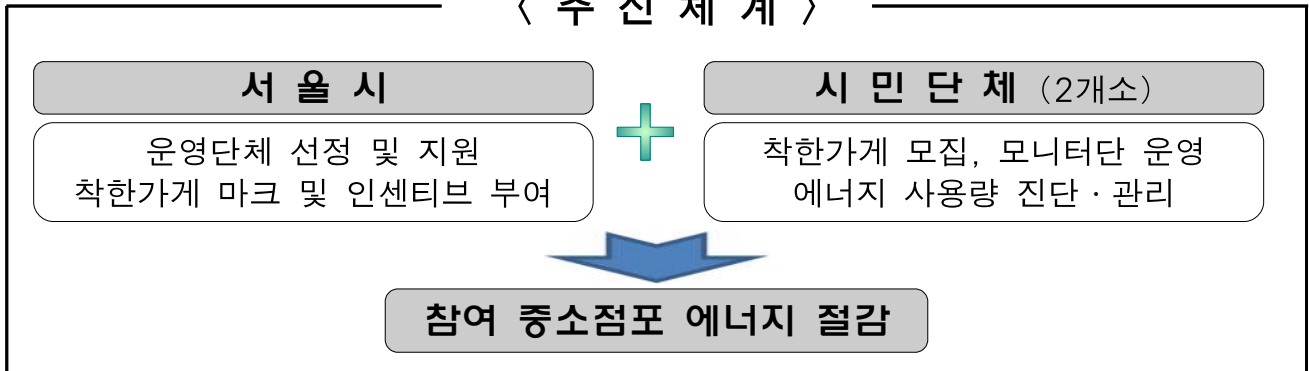 〈 추 진 체 계 〉
서 울 시
운영단체 선정 및 지원
착한가게 마크 및 인센티브 부여
시 민 단 체 (2개소)
착한가게 모집, 모니터단 운영
에너지 사용량 진단 · 관리
참여 중소점포 에너지 절감